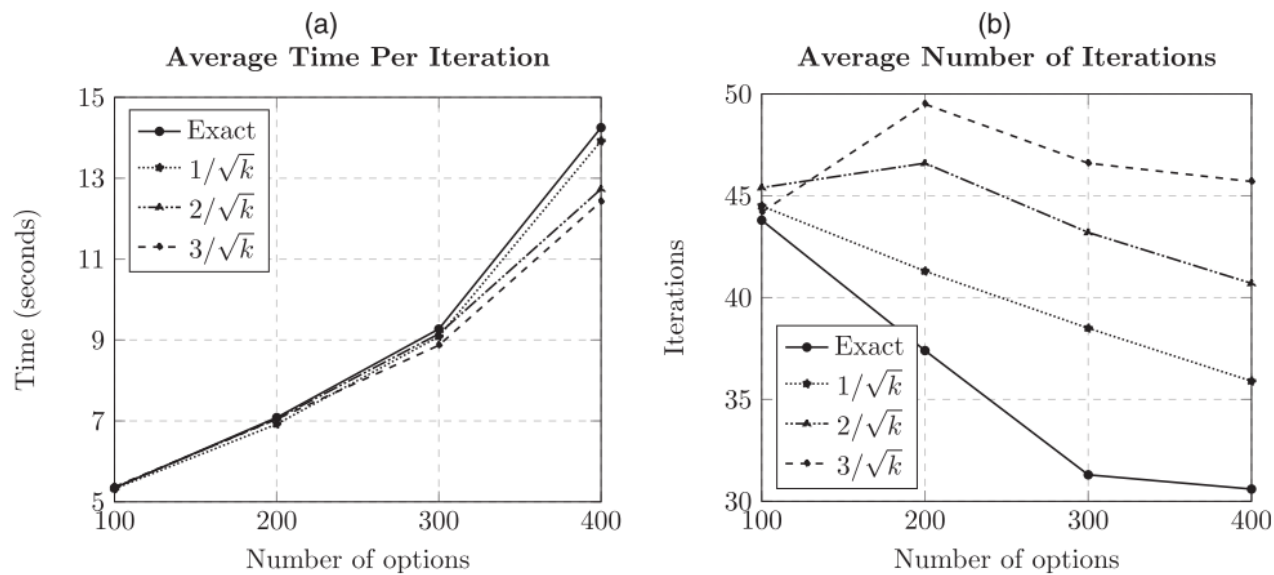 (a)
Average Time Per Iteration
Time (seconds)
15
13
11
9
7
5
Exact
1/√k
2/√k
3/√k
100 200 300 400
Number of options
(b)
Average Number of Iterations
Iterations
50
45
40
35
30
Exact
1/√k
2/√k
3/√k
100 200 300 400
Number of options